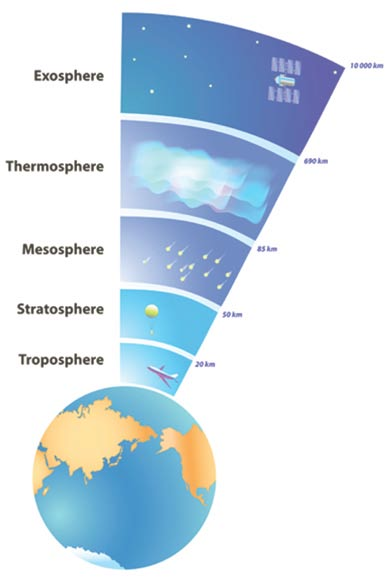 10 000 km
Exosphere
690 km
Thermosphere
85 km
Mesosphere
50 km
Stratosphere
20 km
Troposphere